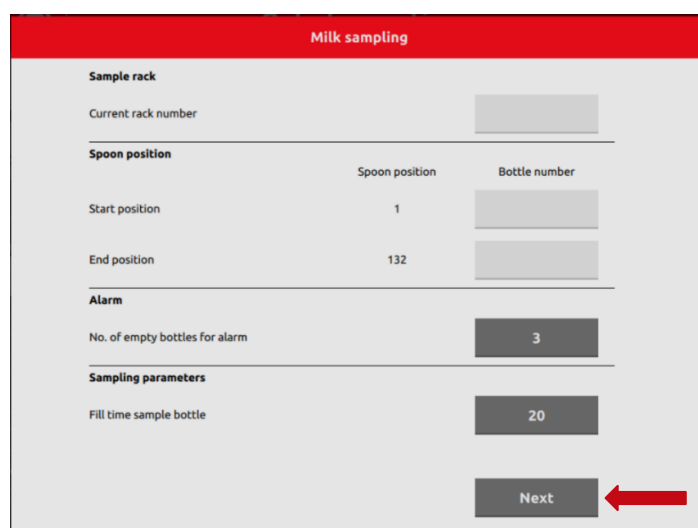 Milk sampling
Sample rack
Current rack number
Spoon position
Spoon position Bottle number
Start position 1
End position 132
Alarm
No. of empty bottles for alarm 3
Sampling parameters
Fill time sample bottle 20
Next